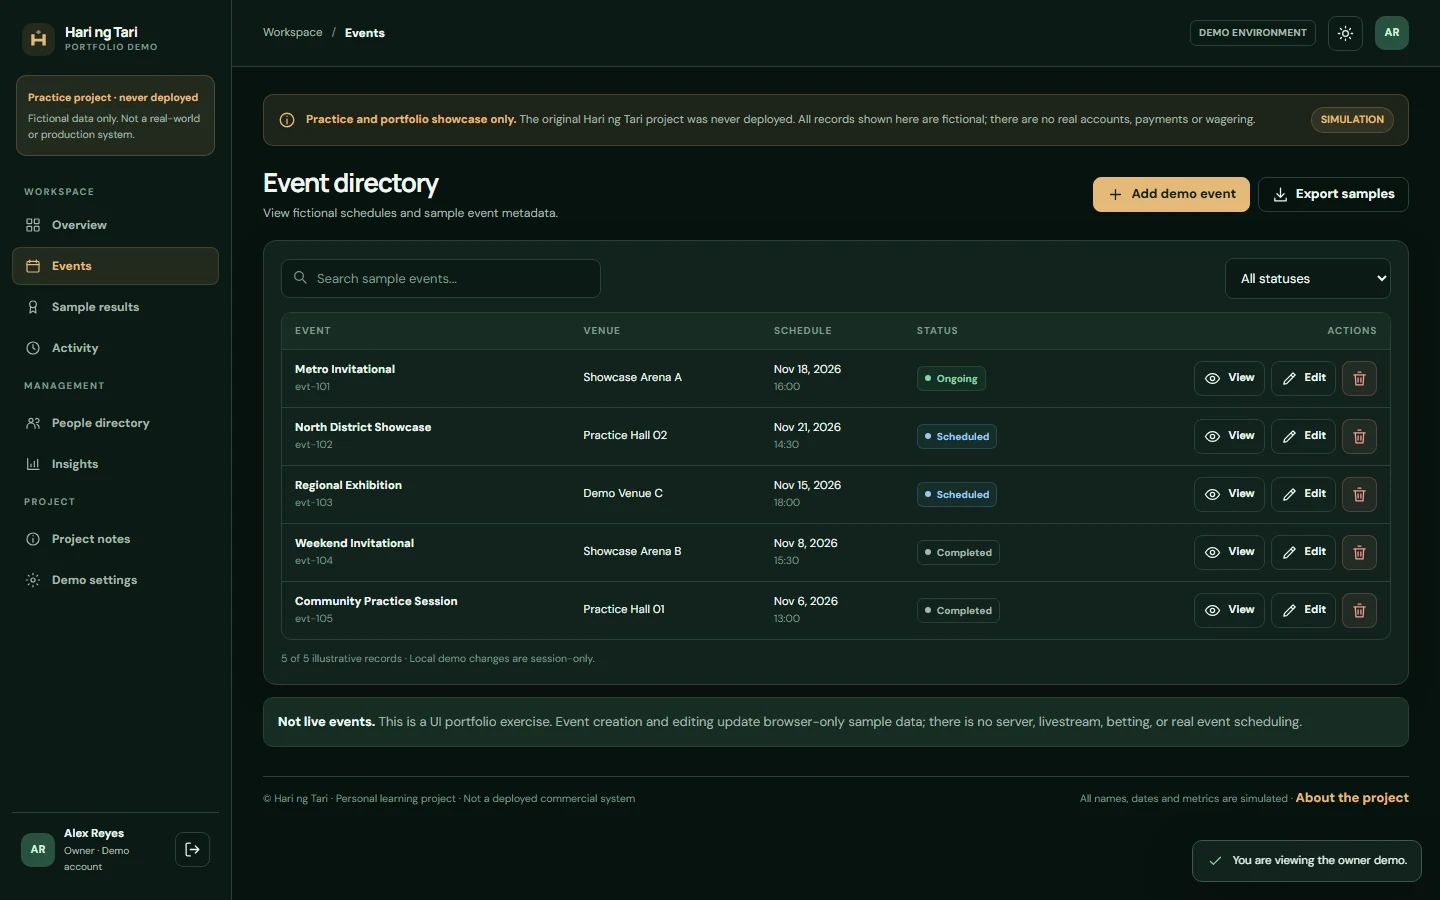 Hari ng Tari
PORTFOLIO DEMO
Practice project · never deployed
Fictional data only. Not a real-world
or production system.
WORKSPACE
Overview
Events
Sample results
Activity
MANAGEMENT
People directory
Insights
PROJECT
Project notes
Demo settings
AR
Alex Reyes
Owner · Demo
account
Workspace / Events
DEMO ENVIRONMENT
AR
Practice and portfolio showcase only. The original Hari ng Tari project was never deployed. All records shown here are fictional; there are no real accounts, payments or wagering.
SIMULATION
Event directory
View fictional schedules and sample event metadata.
Add demo event
Export samples
Search sample events...
All statuses
EVENT VENUE SCHEDULE STATUS ACTIONS
Metro Invitational
evt-101
Showcase Arena A
Nov 18, 2026
16:00
Ongoing
View Edit
North District Showcase
evt-102
Practice Hall 02
Nov 21, 2026
14:30
Scheduled
View Edit
Regional Exhibition
evt-103
Demo Venue C
Nov 15, 2026
18:00
Scheduled
View Edit
Weekend Invitational
evt-104
Showcase Arena B
Nov 8, 2026
15:30
Completed
View Edit
Community Practice Session
evt-105
Practice Hall 01
Nov 6, 2026
13:00
Completed
View Edit
5 of 5 illustrative records · Local demo changes are session-only.
Not live events. This is a UI portfolio exercise. Event creation and editing update browser-only sample data; there is no server, livestream, betting, or real event scheduling.
© Hari ng Tari · Personal learning project · Not a deployed commercial system
All names, dates and metrics are simulated · About the project
You are viewing the owner demo.